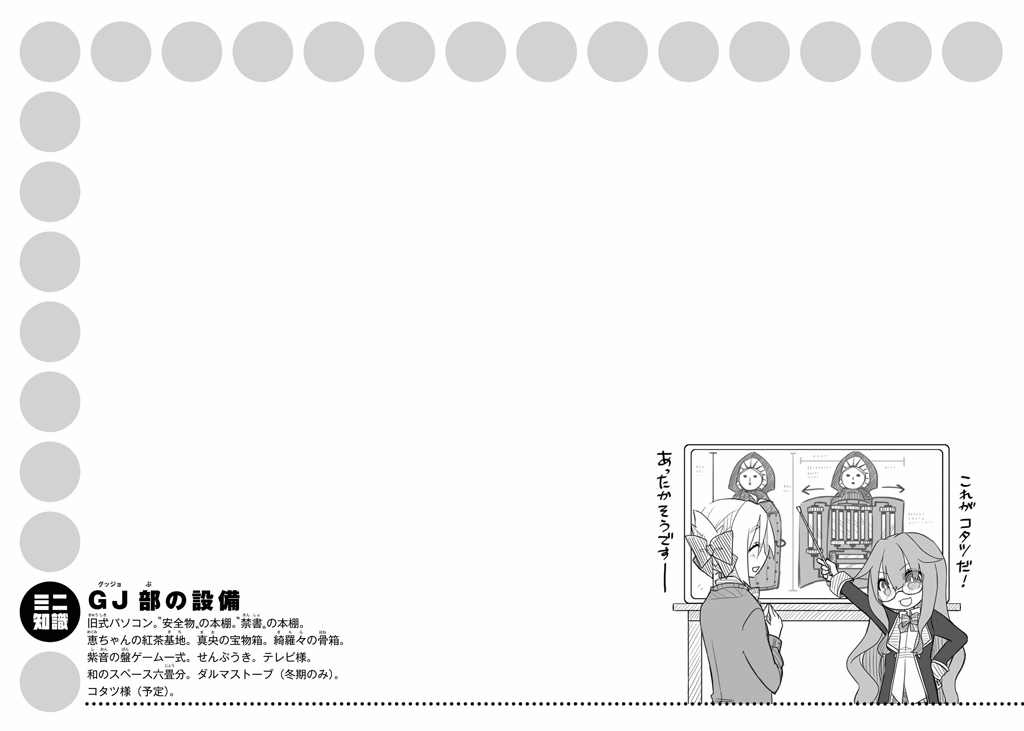 これがコタツだ!
あったかそうですー
ミニ
知識
GJ部の設備
旧式パソコン。〝安全物〟の本棚。〝禁書〟の本棚。
恵ちゃんの紅茶基地。真央の宝物箱。綺羅々の骨箱。
紫音の盤ゲーム一式。せんぷうき。テレビ様。
和のスペース六畳分。ダルマストーブ（冬期のみ）。
コタツ様（予定）。